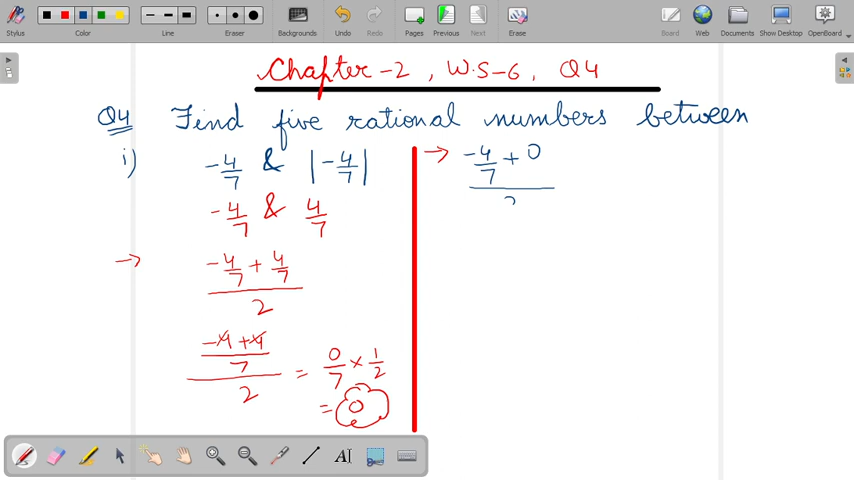 Stylus Color Line Eraser Backgrounds Undo Pages Previous Next Erase Board Web Documents Show Desktop OpenBoard
Chapter-2, W.S-6, Q4
Q4 Find five rational numbers between
i) -4/7 & |-4/7|
-4/7 & 4/7
→ (-4/7 + 4/7)/2
((-4+4)/7)/2 = 0/7 × 1/2
= 0
→ (-4/7 + 0)/2